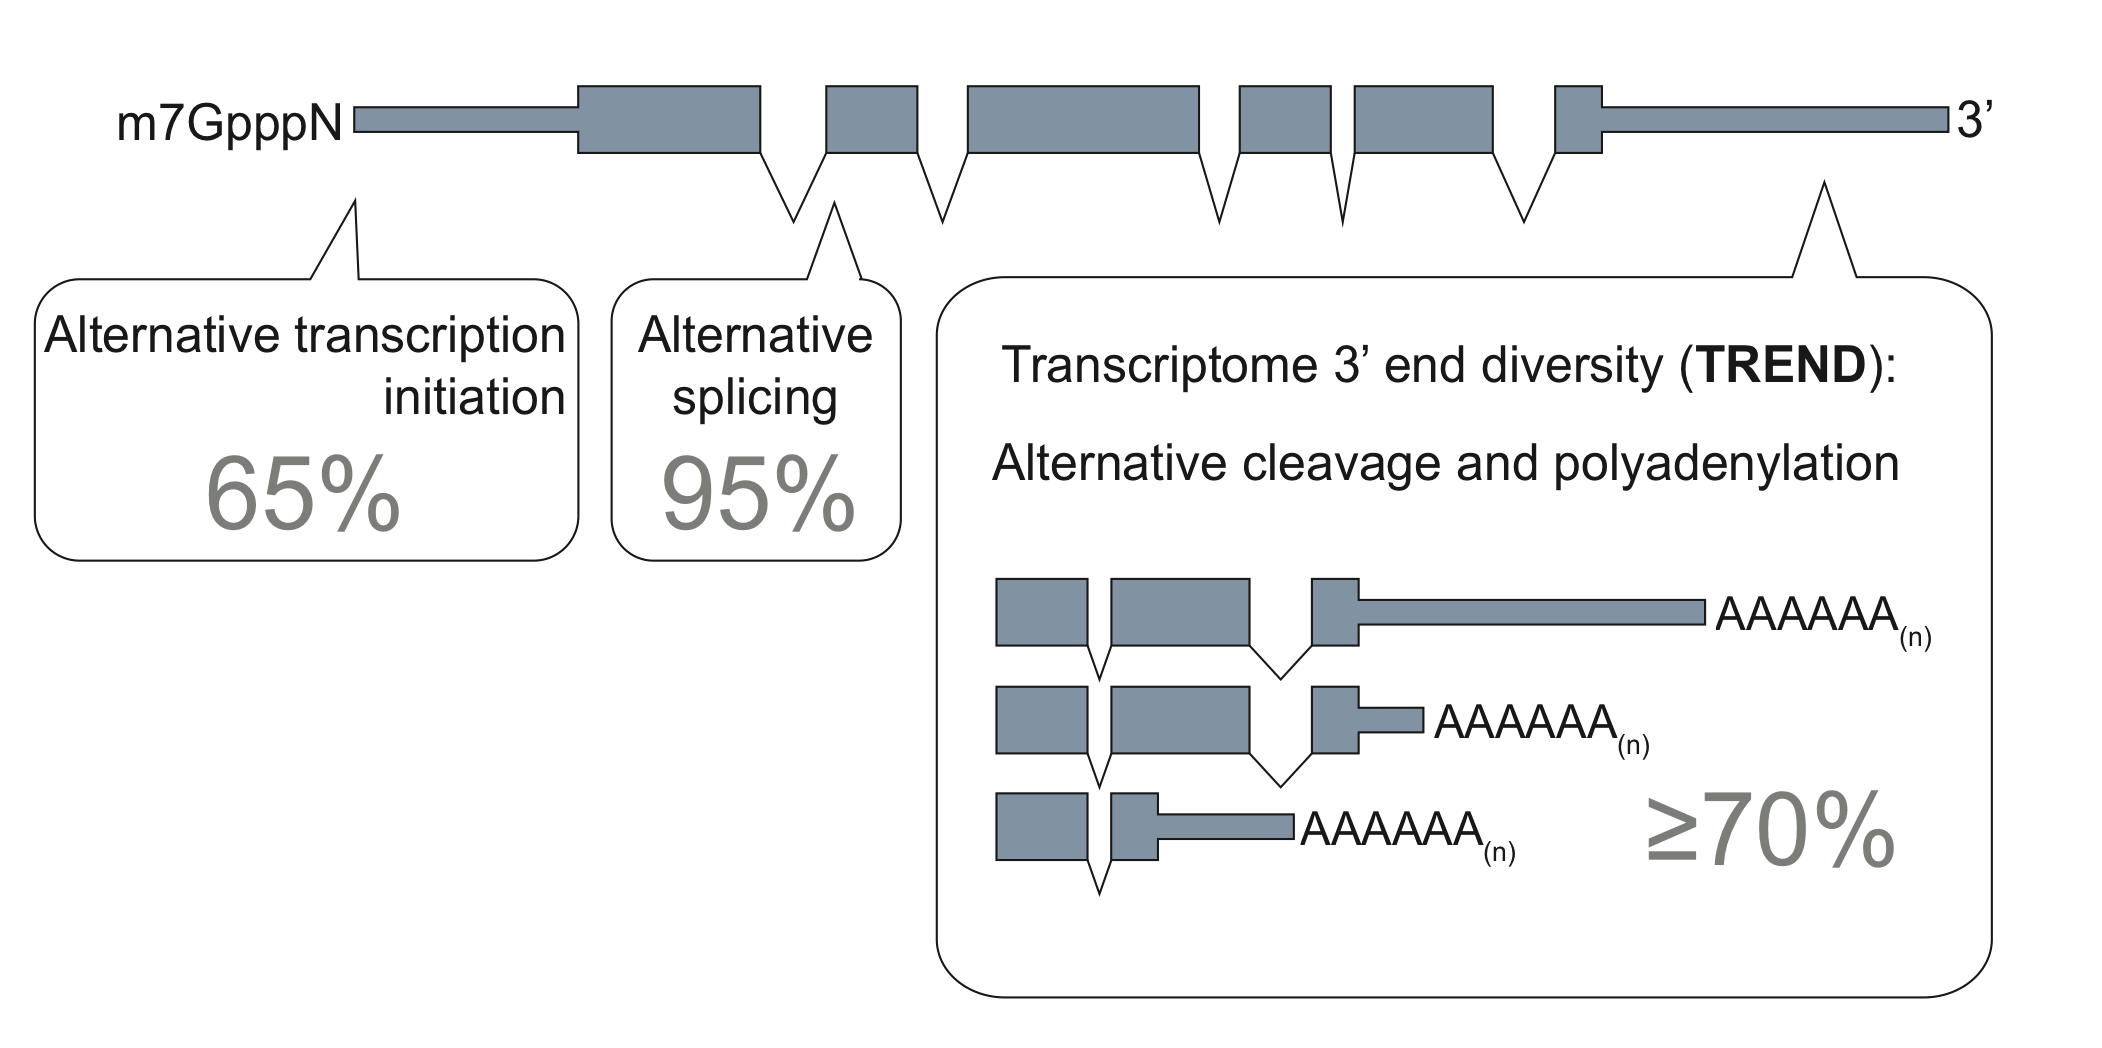 m7GpppN
3’
Alternative transcription
initiation
65%
Alternative
splicing
95%
Transcriptome 3’ end diversity (TREND):
Alternative cleavage and polyadenylation
AAAAAA(n)
AAAAAA(n)
AAAAAA(n)
≥70%